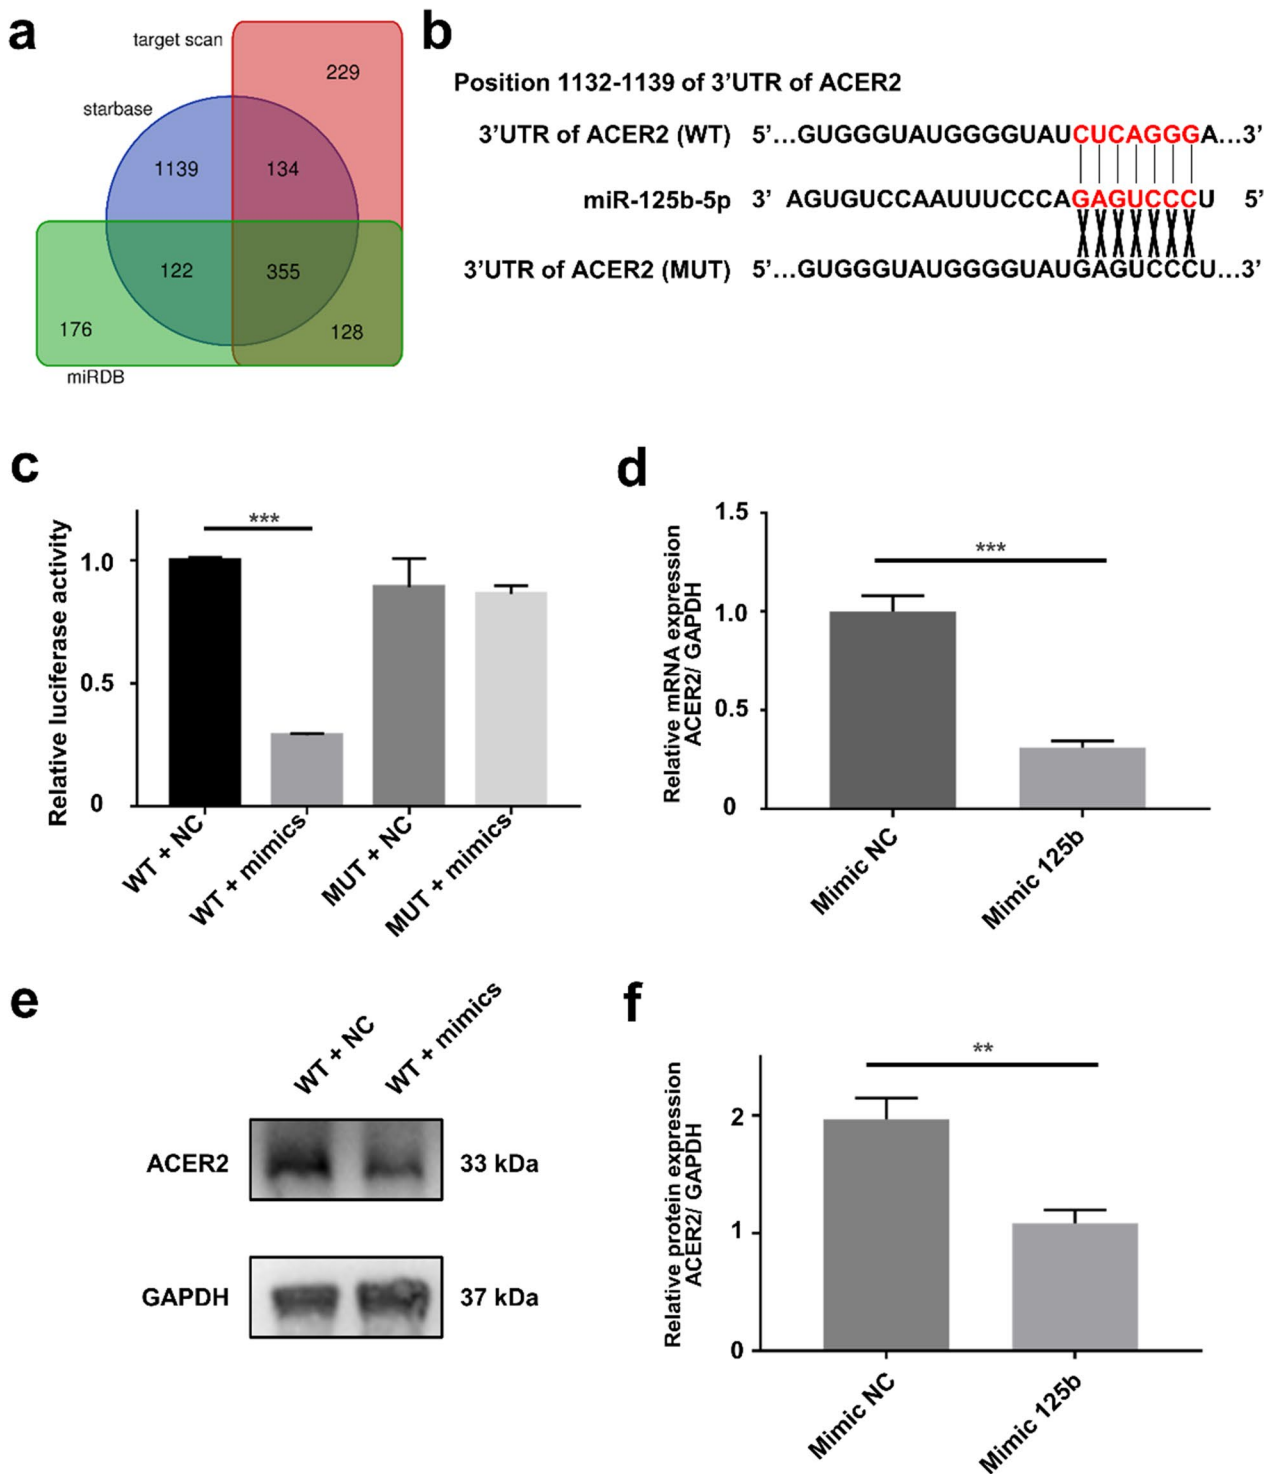 a
target scan
229
starbase
1139
134
122
355
176
128
miRDB
b
Position 1132-1139 of 3’UTR of ACER2
3’UTR of ACER2 (WT) 5’...GUGGGUAUGGGGUAUCUCAGGGA...3’
miR-125b-5p 3’ AGUGUCCAAUUUCCCAGAGUCCCU 5’
3’UTR of ACER2 (MUT) 5’...GUGGGUAUGGGGUAUGAGUCCCU...3’
c
Relative luciferase activity
1.0
0.5
0
***
WT + NC
WT + mimics
MUT + NC
MUT + mimics
d
Relative mRNA expression
ACER2/ GAPDH
1.5
1.0
0.5
0
***
Mimic NC
Mimic 125b
e
WT + NC
WT + mimics
ACER2 33 kDa
GAPDH 37 kDa
f
Relative protein expression
ACER2/ GAPDH
2
1
0
**
Mimic NC
Mimic 125b